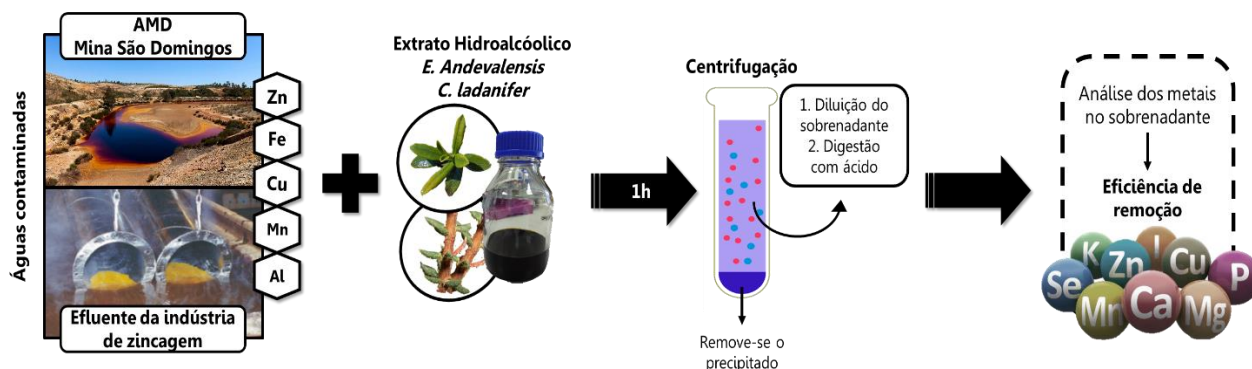 AMD
Mina São Domingos
Águas contaminadas
Zn
Fe
Cu
Mn
Al
Efluente da indústria
de zincagem
Extrato Hidroalcóolico
E. Andevalensis
C. ladanifer
1h
Centrifugação
1. Diluição do
sobrenadante
2. Digestão
com ácido
Remove-se o
precipitado
Análise dos metais
no sobrenadante
Eficiência de
remoção
K
I
Zn
Cu
Se
P
Mn
Ca
Mg